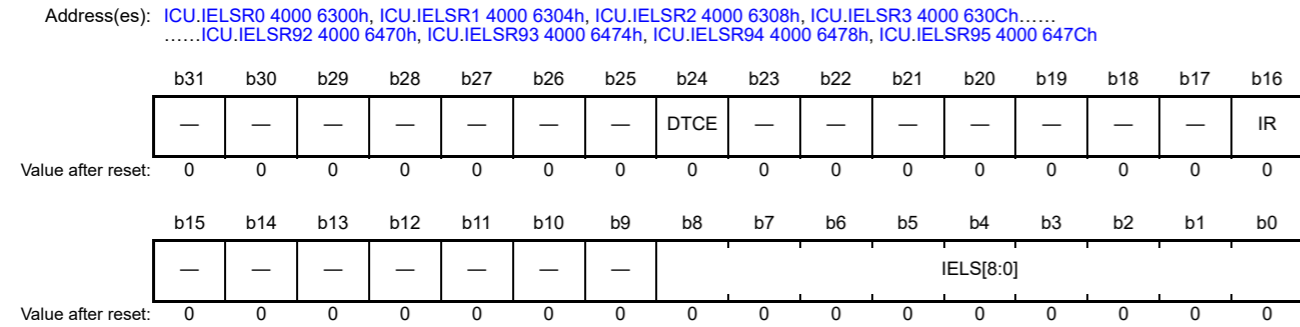 Address(es): ICU.IELSR0 4000 6300h, ICU.IELSR1 4000 6304h, ICU.IELSR2 4000 6308h, ICU.IELSR3 4000 630Ch......
......ICU.IELSR92 4000 6470h, ICU.IELSR93 4000 6474h, ICU.IELSR94 4000 6478h, ICU.IELSR95 4000 647Ch
b31 b30 b29 b28 b27 b26 b25 b24 b23 b22 b21 b20 b19 b18 b17 b16
— — — — — — — DTCE — — — — — — — IR
Value after reset: 0 0 0 0 0 0 0 0 0 0 0 0 0 0 0 0
b15 b14 b13 b12 b11 b10 b9 b8 b7 b6 b5 b4 b3 b2 b1 b0
— — — — — — — IELS[8:0]
Value after reset: 0 0 0 0 0 0 0 0 0 0 0 0 0 0 0 0